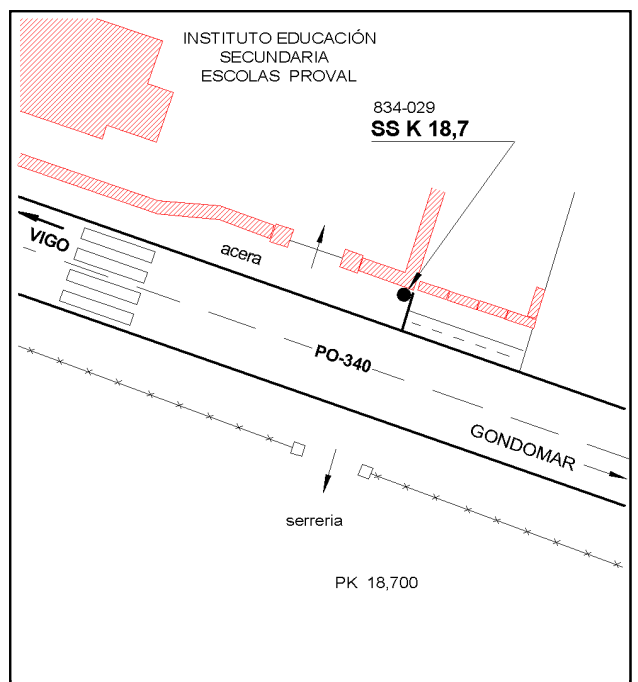 INSTITUTO EDUCACIÓN
SECUNDARIA
ESCOLAS PROVAL
834-029
SS K 18,7
VIGO
acera
PO-340
GONDOMAR
serreria
PK 18,700